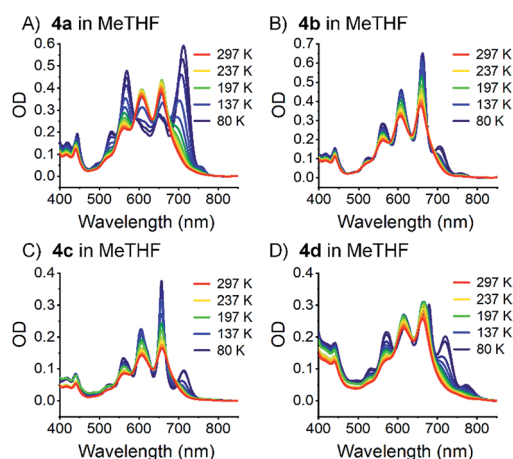 A) 4a in MeTHF
OD
0.6
0.5
0.4
0.3
0.2
0.1
0.0
297 K
237 K
197 K
137 K
80 K
400 500 600 700 800
Wavelength (nm)
B) 4b in MeTHF
OD
0.7
0.6
0.5
0.4
0.3
0.2
0.1
0.0
297 K
237 K
197 K
137 K
80 K
400 500 600 700 800
Wavelength (nm)
C) 4c in MeTHF
OD
0.4
0.3
0.2
0.1
0.0
297 K
237 K
197 K
137 K
80 K
400 500 600 700 800
Wavelength (nm)
D) 4d in MeTHF
OD
0.4
0.3
0.2
0.1
0.0
297 K
237 K
197 K
137 K
80 K
400 500 600 700 800
Wavelength (nm)